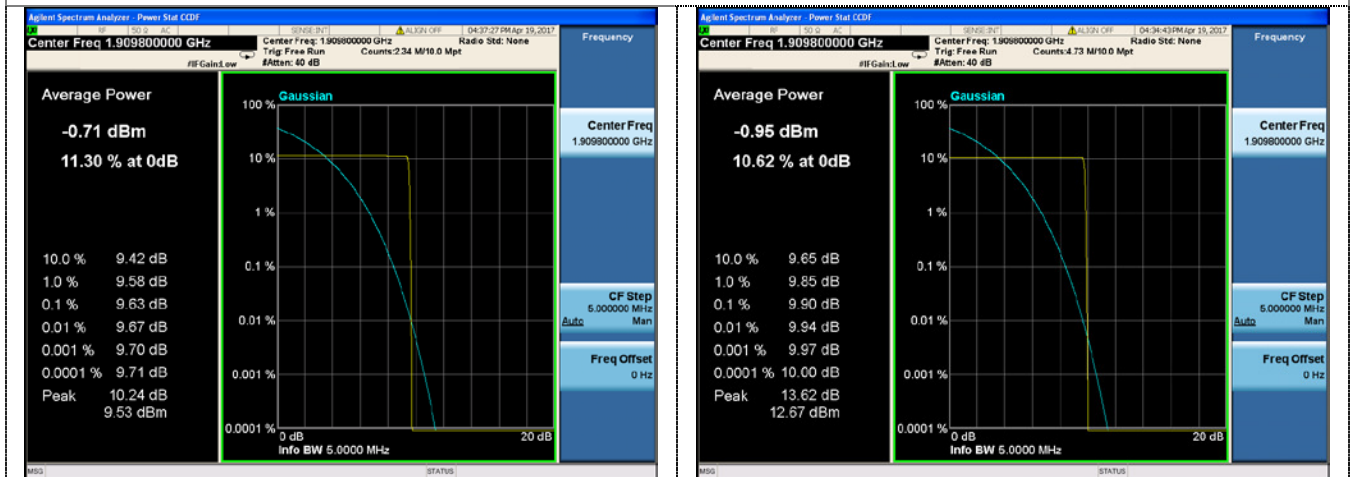 Agilent Spectrum Analyzer - Power Stat CCDF
RF 50 Ω AC SENSE:INT ALIGN OFF 04:37:27 PM Apr 19, 2017
Center Freq 1.909800000 GHz
Center Freq: 1.909800000 GHz Radio Std: None
Trig: Free Run Counts:2.34 M/10.0 Mpt
#IFGain:Low #Atten: 40 dB
Frequency
Average Power
-0.71 dBm
11.30 % at 0dB
10.0 % 9.42 dB
1.0 % 9.58 dB
0.1 % 9.63 dB
0.01 % 9.67 dB
0.001 % 9.70 dB
0.0001 % 9.71 dB
Peak 10.24 dB
9.53 dBm
Gaussian
100 %
10 %
1 %
0.1 %
0.01 %
0.001 %
0.0001 %
0 dB 20 dB
Info BW 5.0000 MHz
Center Freq
1.909800000 GHz
CF Step
5.000000 MHz
Auto Man
Freq Offset
0 Hz
MSG STATUS
Agilent Spectrum Analyzer - Power Stat CCDF
RF 50 Ω AC SENSE:INT ALIGN OFF 04:34:43 PM Apr 19, 2017
Center Freq 1.909800000 GHz
Center Freq: 1.909800000 GHz Radio Std: None
Trig: Free Run Counts:4.73 M/10.0 Mpt
#IFGain:Low #Atten: 40 dB
Frequency
Average Power
-0.95 dBm
10.62 % at 0dB
10.0 % 9.65 dB
1.0 % 9.85 dB
0.1 % 9.90 dB
0.01 % 9.94 dB
0.001 % 9.97 dB
0.0001 % 10.00 dB
Peak 13.62 dB
12.67 dBm
Gaussian
100 %
10 %
1 %
0.1 %
0.01 %
0.001 %
0.0001 %
0 dB 20 dB
Info BW 5.0000 MHz
Center Freq
1.909800000 GHz
CF Step
5.000000 MHz
Auto Man
Freq Offset
0 Hz
MSG STATUS